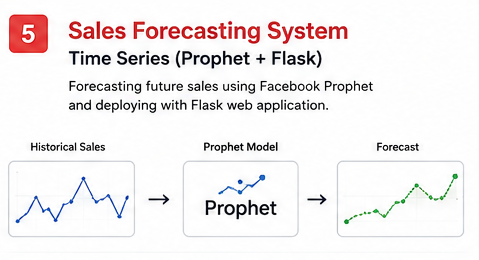 5
Sales Forecasting System
Time Series (Prophet + Flask)
Forecasting future sales using Facebook Prophet
and deploying with Flask web application.
Historical Sales
Prophet Model
Forecast
Prophet